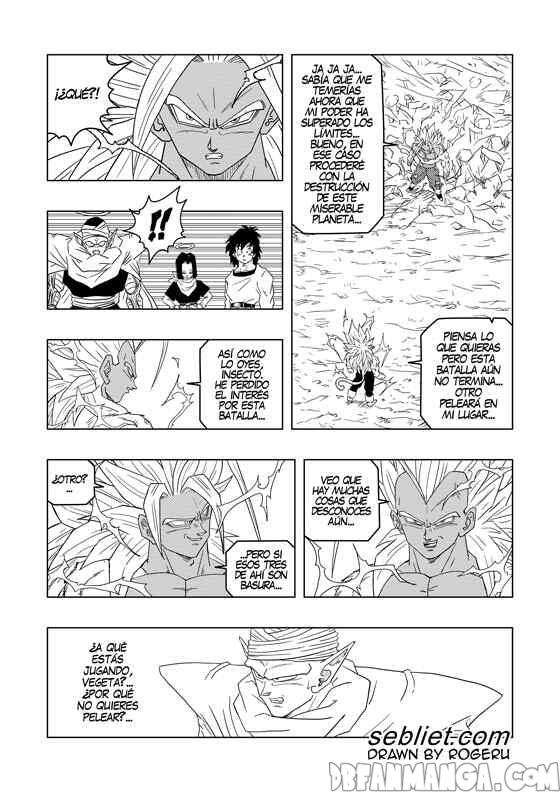 ¡¿QUÉ?!
!!
ASÍ COMO
LO OYES,
INSECTO.
HE PERDIDO
EL INTERÉS
POR ESTA
BATALLA...
JA JA JA...
SABÍA QUE ME
TEMERÍAS
AHORA QUE
MI PODER HA
SUPERADO LOS
LÍMITES...
BUENO, EN
ESE CASO
PROCEDERÉ
CON LA
DESTRUCCIÓN
DE ESTE
MISERABLE
PLANETA...
PIENSA LO
QUE QUIERAS
PERO ESTA
BATALLA AÚN
NO TERMINA...
OTRO
PELEARÁ EN
MI LUGAR...
¿OTRO?
...
...PERO SI
ESOS TRES
DE AHÍ SON
BASURA...
VEO QUE
HAY MUCHAS
COSAS QUE
DESCONOCES
AÚN...
¿A QUÉ
ESTÁS
JUGANDO,
VEGETA?...
¿POR QUÉ
NO QUIERES
PELEAR?...
sebliet.com
DRAWN BY ROGERU
DBFANMANGA.COM